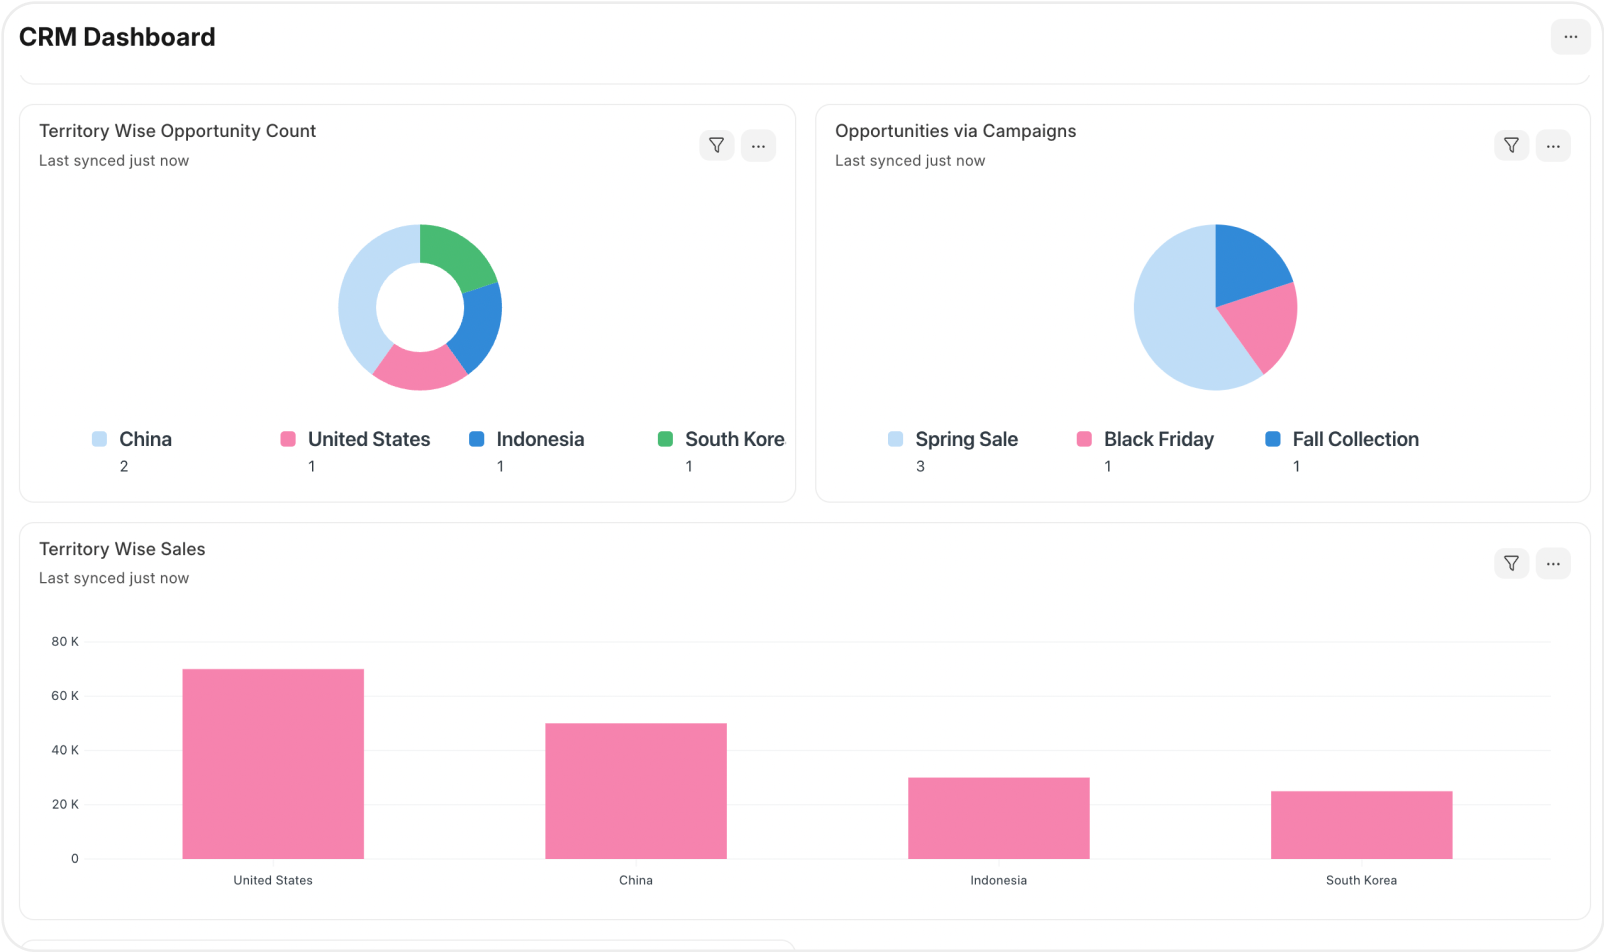 CRM Dashboard
Territory Wise Opportunity Count
Last synced just now
China
2
United States
1
Indonesia
1
South Kore
1
Opportunities via Campaigns
Last synced just now
Spring Sale
3
Black Friday
1
Fall Collection
1
Territory Wise Sales
Last synced just now
80 K
60 K
40 K
20 K
0
United States
China
Indonesia
South Korea